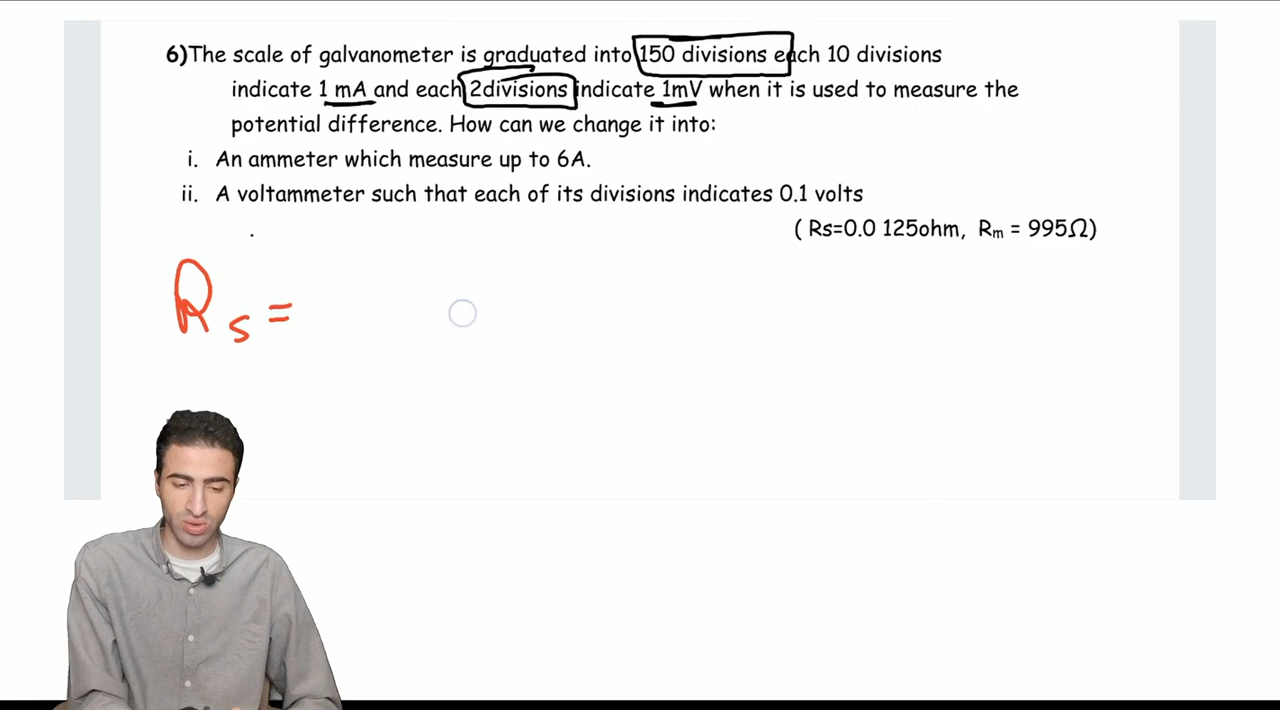 6)The scale of galvanometer is graduated into 150 divisions each 10 divisions
indicate 1 mA and each 2divisions indicate 1mV when it is used to measure the
potential difference. How can we change it into:
i. An ammeter which measure up to 6A.
ii. A voltammeter such that each of its divisions indicates 0.1 volts
( Rs=0.0 125ohm, Rm = 995Ω)
Rs =